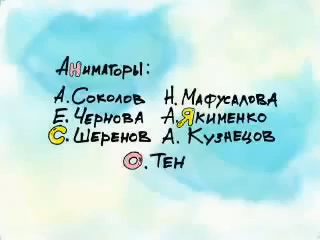 Аниматоры:
А. Соколов Н. Мафусалова
Е. Чернова А. Якименко
С. Шеренов А. Кузнецов
О. Тен